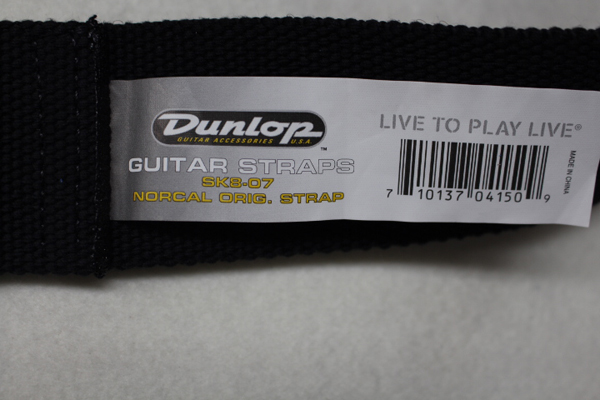 Dunlop
GUITAR ACCESSORIES U.S.A.
™
GUITAR STRAPS
SK8-07
NORCAL ORIG. STRAP
LIVE TO PLAY LIVE®
7 10137 04150 9
MADE IN CHINA